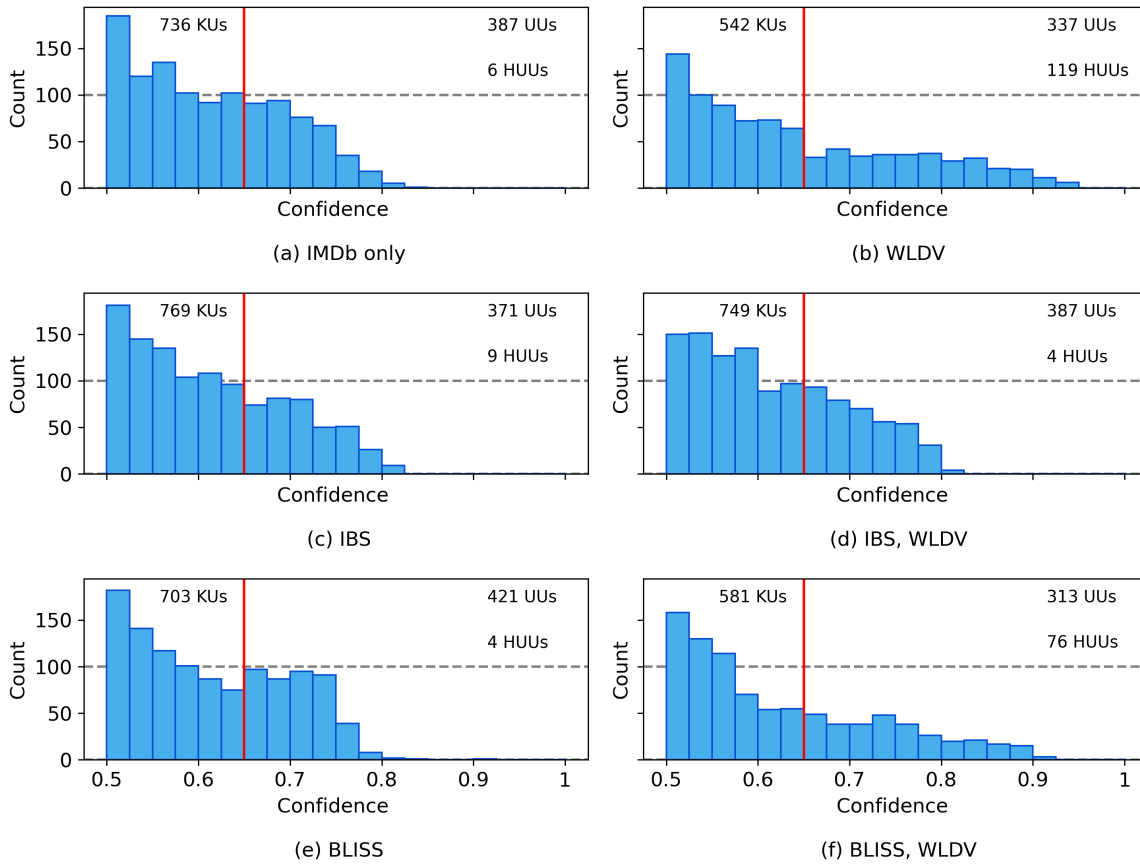 736 KUs
387 UUs
6 HUUs
150
100
50
0
Count
Confidence
(a) IMDb only
542 KUs
337 UUs
119 HUUs
Count
Confidence
(b) WLDV
769 KUs
371 UUs
9 HUUs
150
100
50
0
Count
Confidence
(c) IBS
749 KUs
387 UUs
4 HUUs
Count
Confidence
(d) IBS, WLDV
703 KUs
421 UUs
4 HUUs
150
100
50
0
Count
0.5 0.6 0.7 0.8 0.9 1
Confidence
(e) BLISS
581 KUs
313 UUs
76 HUUs
Count
0.5 0.6 0.7 0.8 0.9 1
Confidence
(f) BLISS, WLDV